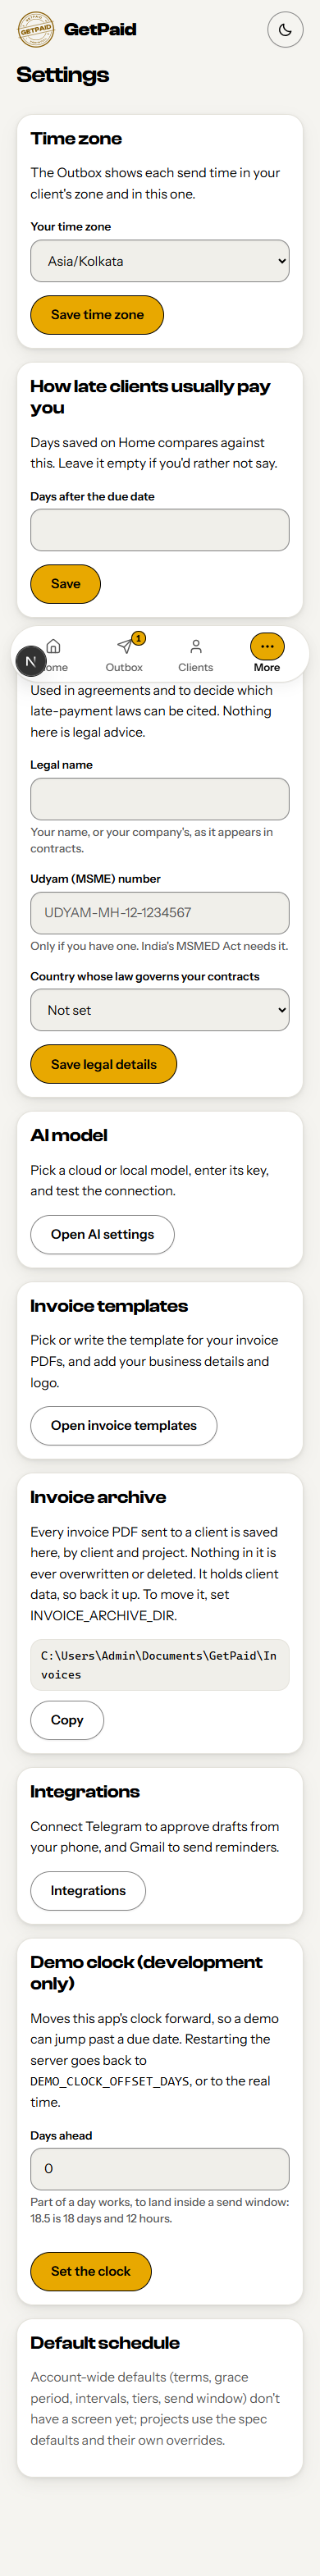 GETPAID
GetPaid
Settings
Time zone
The Outbox shows each send time in your
client's zone and in this one.
Your time zone
Asia/Kolkata
Save time zone
How late clients usually pay
you
Days saved on Home compares against
this. Leave it empty if you'd rather not say.
Days after the due date
Save
1
N
ome
Outbox
Clients
More
Used in agreements and to decide which
late-payment laws can be cited. Nothing
here is legal advice.
Legal name
Your name, or your company's, as it appears in
contracts.
Udyam (MSME) number
UDYAM-MH-12-1234567
Only if you have one. India's MSMED Act needs it.
Country whose law governs your contracts
Not set
Save legal details
AI model
Pick a cloud or local model, enter its key,
and test the connection.
Open AI settings
Invoice templates
Pick or write the template for your invoice
PDFs, and add your business details and
logo.
Open invoice templates
Invoice archive
Every invoice PDF sent to a client is saved
here, by client and project. Nothing in it is
ever overwritten or deleted. It holds client
data, so back it up. To move it, set
INVOICE_ARCHIVE_DIR.
C:\Users\Admin\Documents\GetPaid\In
voices
Copy
Integrations
Connect Telegram to approve drafts from
your phone, and Gmail to send reminders.
Integrations
Demo clock (development
only)
Moves this app's clock forward, so a demo
can jump past a due date. Restarting the
server goes back to
DEMO_CLOCK_OFFSET_DAYS, or to the real
time.
Days ahead
0
Part of a day works, to land inside a send window:
18.5 is 18 days and 12 hours.
Set the clock
Default schedule
Account-wide defaults (terms, grace
period, intervals, tiers, send window) don't
have a screen yet; projects use the spec
defaults and their own overrides.